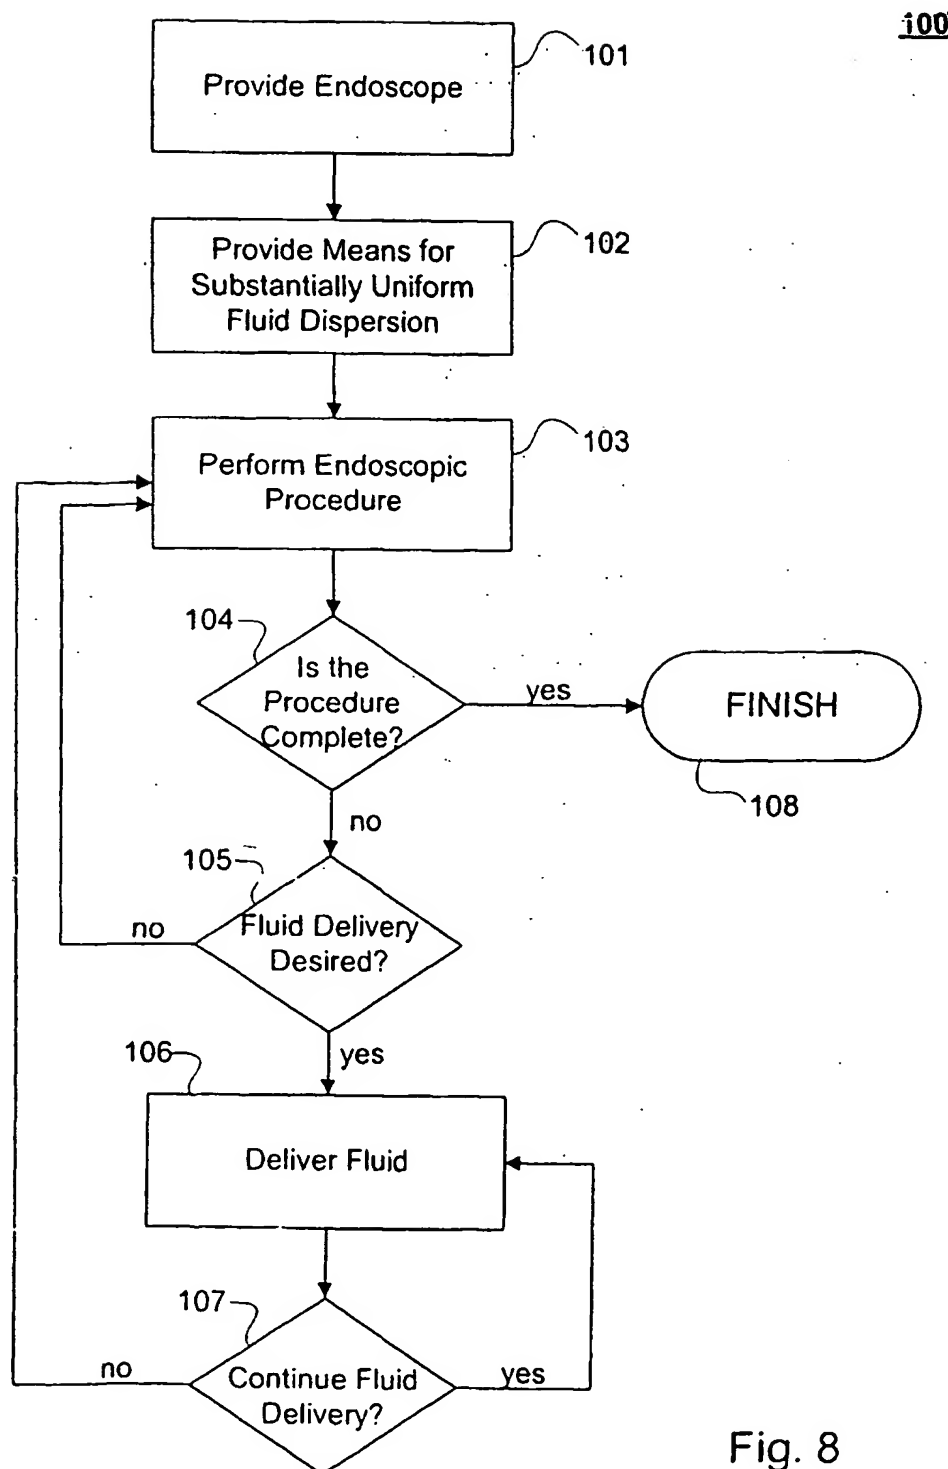 100
101
Provide Endoscope
102
Provide Means for
Substantially Uniform
Fluid Dispersion
103
Perform Endoscopic
Procedure
104
Is the
Procedure
Complete?
yes
FINISH
108
no
105
Fluid Delivery
Desired?
no
yes
106
Deliver Fluid
107
Continue Fluid
Delivery?
no
yes
Fig. 8